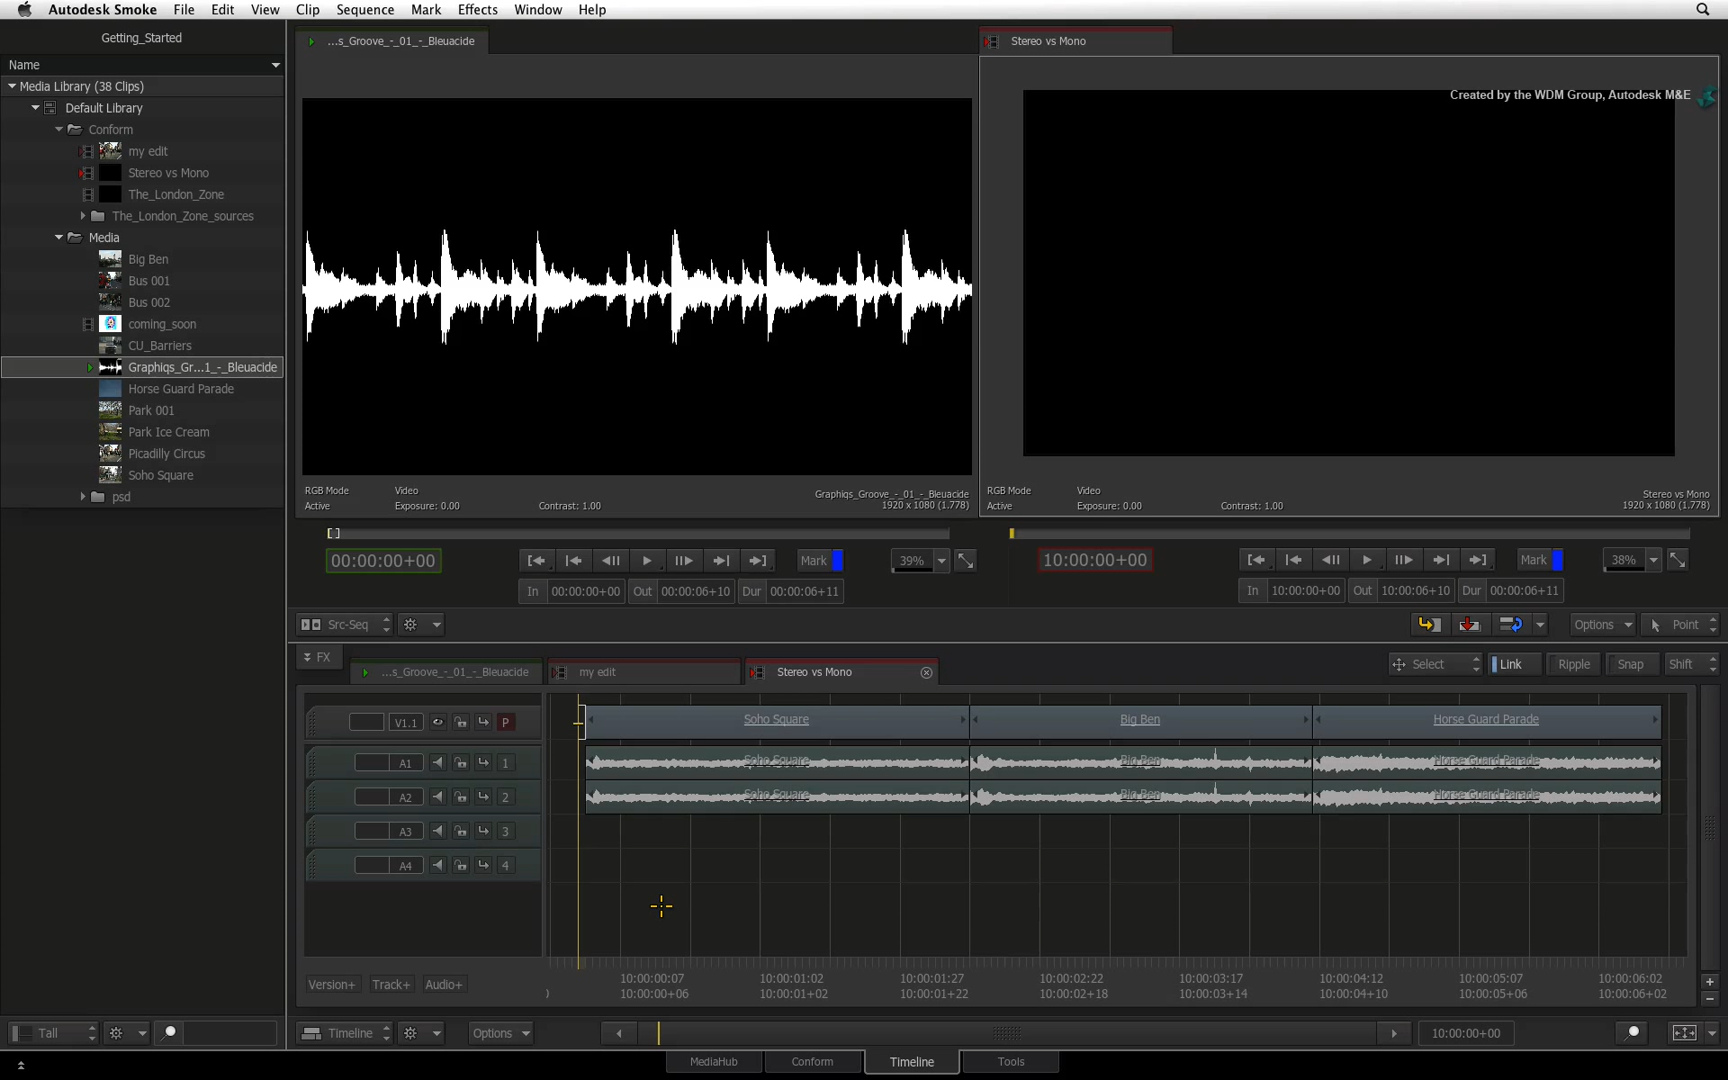 Autodesk Smoke File Edit View Clip Sequence Mark Effects Window Help
Getting_Started
Name
Media Library (38 Clips)
Default Library
Conform
my edit
Stereo vs Mono
The_London_Zone
The_London_Zone_sources
Media
Big Ben
Bus 001
Bus 002
coming_soon
CU_Barriers
Graphiqs_Gr...1_-_Bleuacide
Horse Guard Parade
Park 001
Park Ice Cream
Picadilly Circus
Soho Square
psd
...s_Groove_-_01_-_Bleuacide
Stereo vs Mono
Created by the WDM Group, Autodesk M&E
RGB Mode Video Graphiqs_Groove_-_01_-_Bleuacide
Active Exposure: 0.00 Contrast: 1.00 1920 x 1080 (1.778)
RGB Mode Video Stereo vs Mono
Active Exposure: 0.00 Contrast: 1.00 1920 x 1080 (1.778)
00:00:00+00 Mark 39%
In 00:00:00+00 Out 00:00:06+10 Dur 00:00:06+11
10:00:00+00 Mark 38%
In 10:00:00+00 Out 10:00:06+10 Dur 00:00:06+11
Src-Seq Options Point
FX ...s_Groove_-_01_-_Bleuacide my edit Stereo vs Mono Select Link Ripple Snap Shift
V1.1 P Soho Square Big Ben Horse Guard Parade
A1 1 Soho Square Big Ben Horse Guard Parade
A2 2 Soho Square Big Ben Horse Guard Parade
A3 3
A4 4
Version+ Track+ Audio+
10:00:00:07 10:00:01:02 10:00:01:27 10:00:02:22 10:00:03:17 10:00:04:12 10:00:05:07 10:00:06:02
10:00:00+06 10:00:01+02 10:00:01+22 10:00:02+18 10:00:03+14 10:00:04+10 10:00:05+06 10:00:06+02
Tall Timeline Options 10:00:00+00
MediaHub Conform Timeline Tools